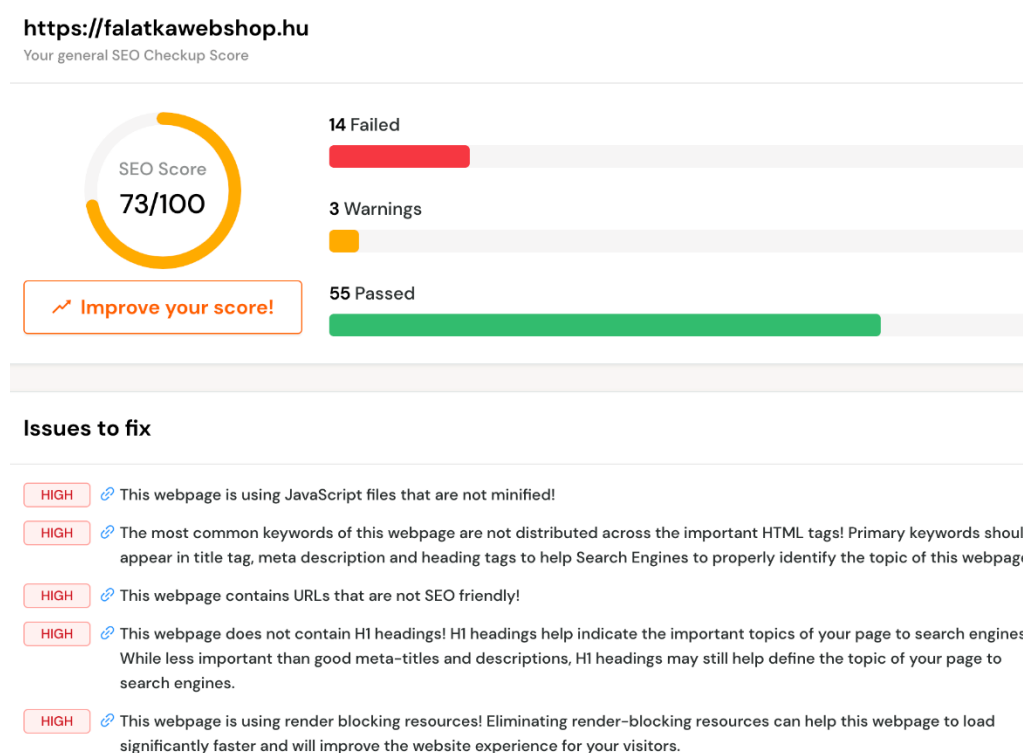 https://falatkawebshop.hu
Your general SEO Checkup Score
SEO Score
73/100
Improve your score!
14 Failed
3 Warnings
55 Passed
Issues to fix
HIGH This webpage is using JavaScript files that are not minified!
HIGH The most common keywords of this webpage are not distributed across the important HTML tags! Primary keywords shoul
appear in title tag, meta description and heading tags to help Search Engines to properly identify the topic of this webpage
HIGH This webpage contains URLs that are not SEO friendly!
HIGH This webpage does not contain H1 headings! H1 headings help indicate the important topics of your page to search engines
While less important than good meta-titles and descriptions, H1 headings may still help define the topic of your page to
search engines.
HIGH This webpage is using render blocking resources! Eliminating render-blocking resources can help this webpage to load
significantly faster and will improve the website experience for your visitors.